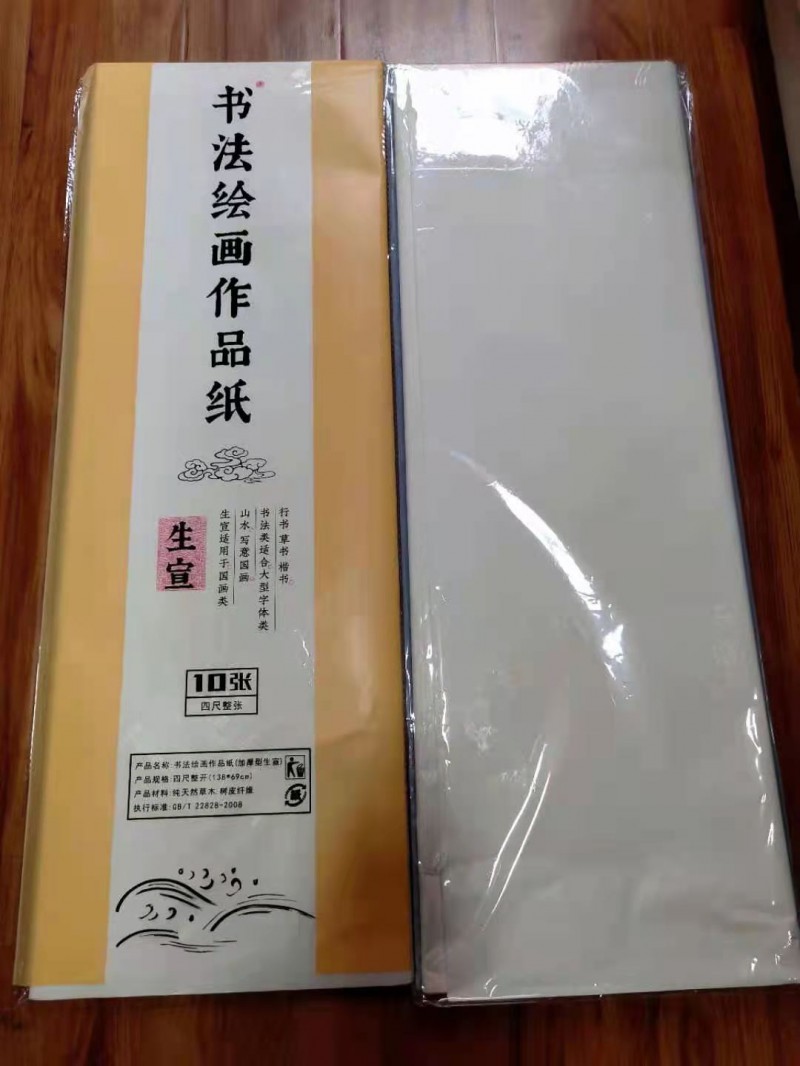 书法绘画作品纸
行书 草书 楷书
书法类适合大型字体类
山水 写意国画
生宣适用于国画类
生宣
10张
四尺整张
产品名称:书法绘画作品纸(加厚型生宣)
产品规格:四尺整开(138*69cm)
产品材料:纯天然草木 树皮纤维
执行标准:GB/T 22828-2008